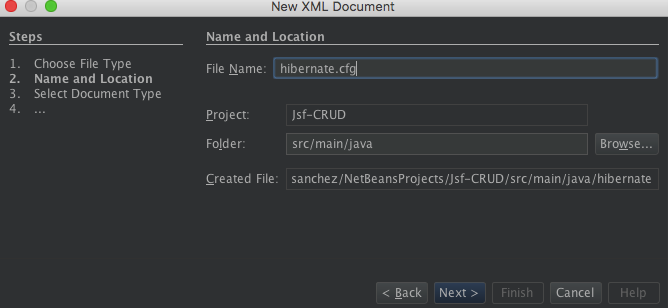 New XML Document
Steps
1. Choose File Type
2. Name and Location
3. Select Document Type
4. ...
Name and Location
File Name: hibernate.cfg
Project: Jsf-CRUD
Folder: src/main/java Browse...
Created File: sanchez/NetBeansProjects/Jsf-CRUD/src/main/java/hibernate
< Back Next > Finish Cancel Help